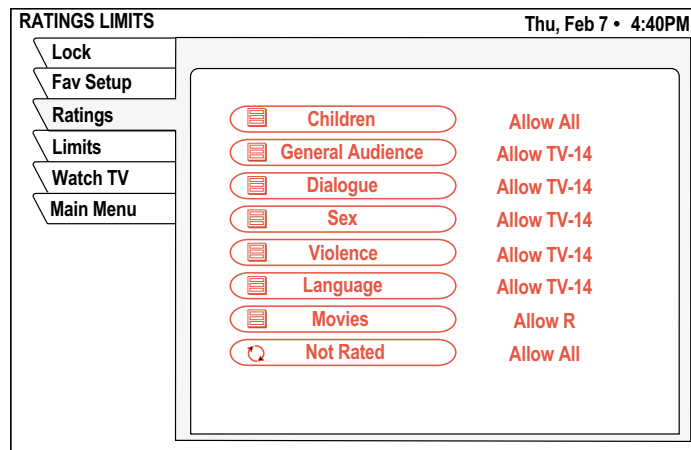 RATINGS LIMITS
Thu, Feb 7 • 4:40PM
Lock
Fav Setup
Ratings
Limits
Watch TV
Main Menu
Children Allow All
General Audience Allow TV-14
Dialogue Allow TV-14
Sex Allow TV-14
Violence Allow TV-14
Language Allow TV-14
Movies Allow R
Not Rated Allow All